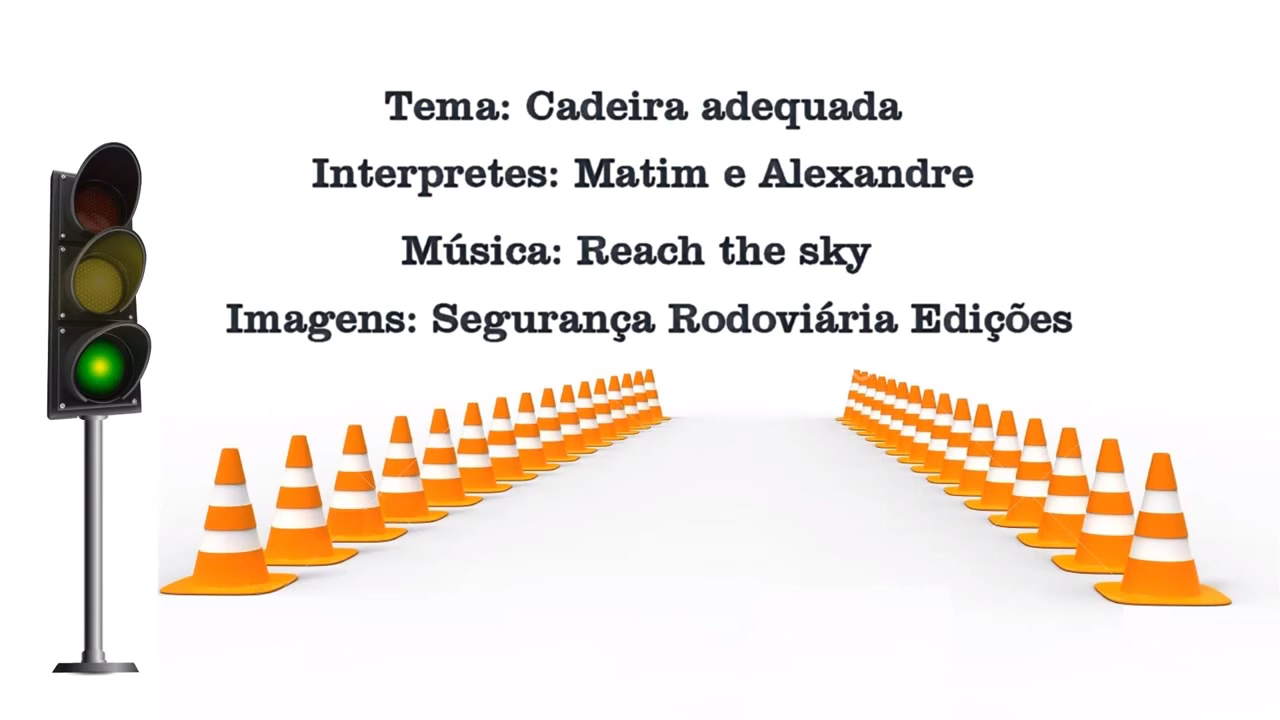 Tema: Cadeira adequada
Interpretes: Matim e Alexandre
Música: Reach the sky
Imagens: Segurança Rodoviária Edições